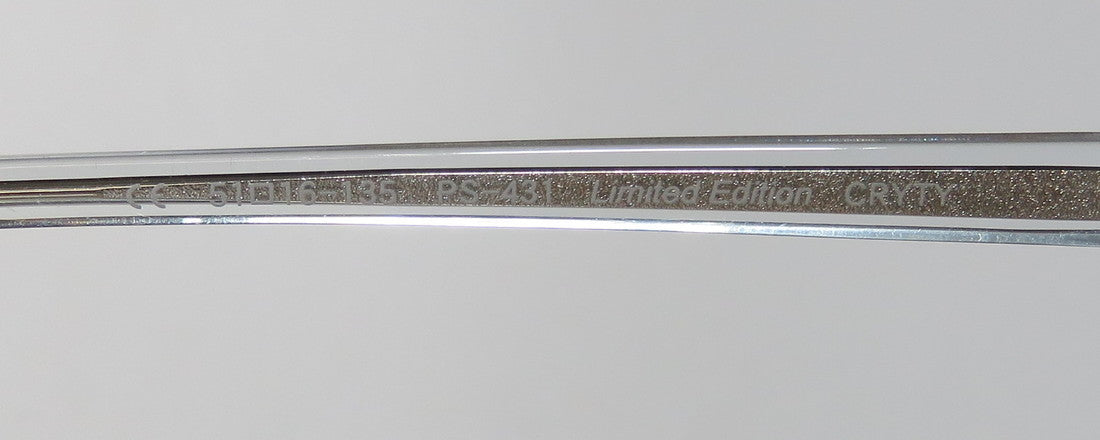 CE 51□16-135 PS-431 Limited Edition CRYTY